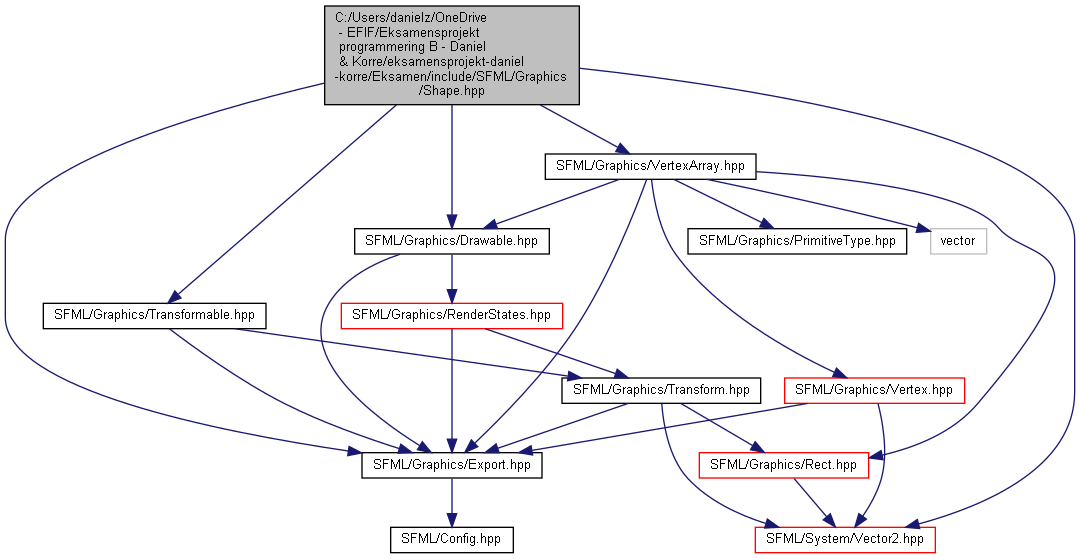 C:/Users/danielz/OneDrive
- EFIF/Eksamensprojekt
programmering B - Daniel
& Korre/eksamensprojekt-daniel
-korre/Eksamen/include/SFML/Graphics
/Shape.hpp
SFML/Graphics/VertexArray.hpp
SFML/Graphics/Drawable.hpp
SFML/Graphics/PrimitiveType.hpp
vector
SFML/Graphics/Transformable.hpp
SFML/Graphics/RenderStates.hpp
SFML/Graphics/Transform.hpp
SFML/Graphics/Vertex.hpp
SFML/Graphics/Export.hpp
SFML/Graphics/Rect.hpp
SFML/Config.hpp
SFML/System/Vector2.hpp